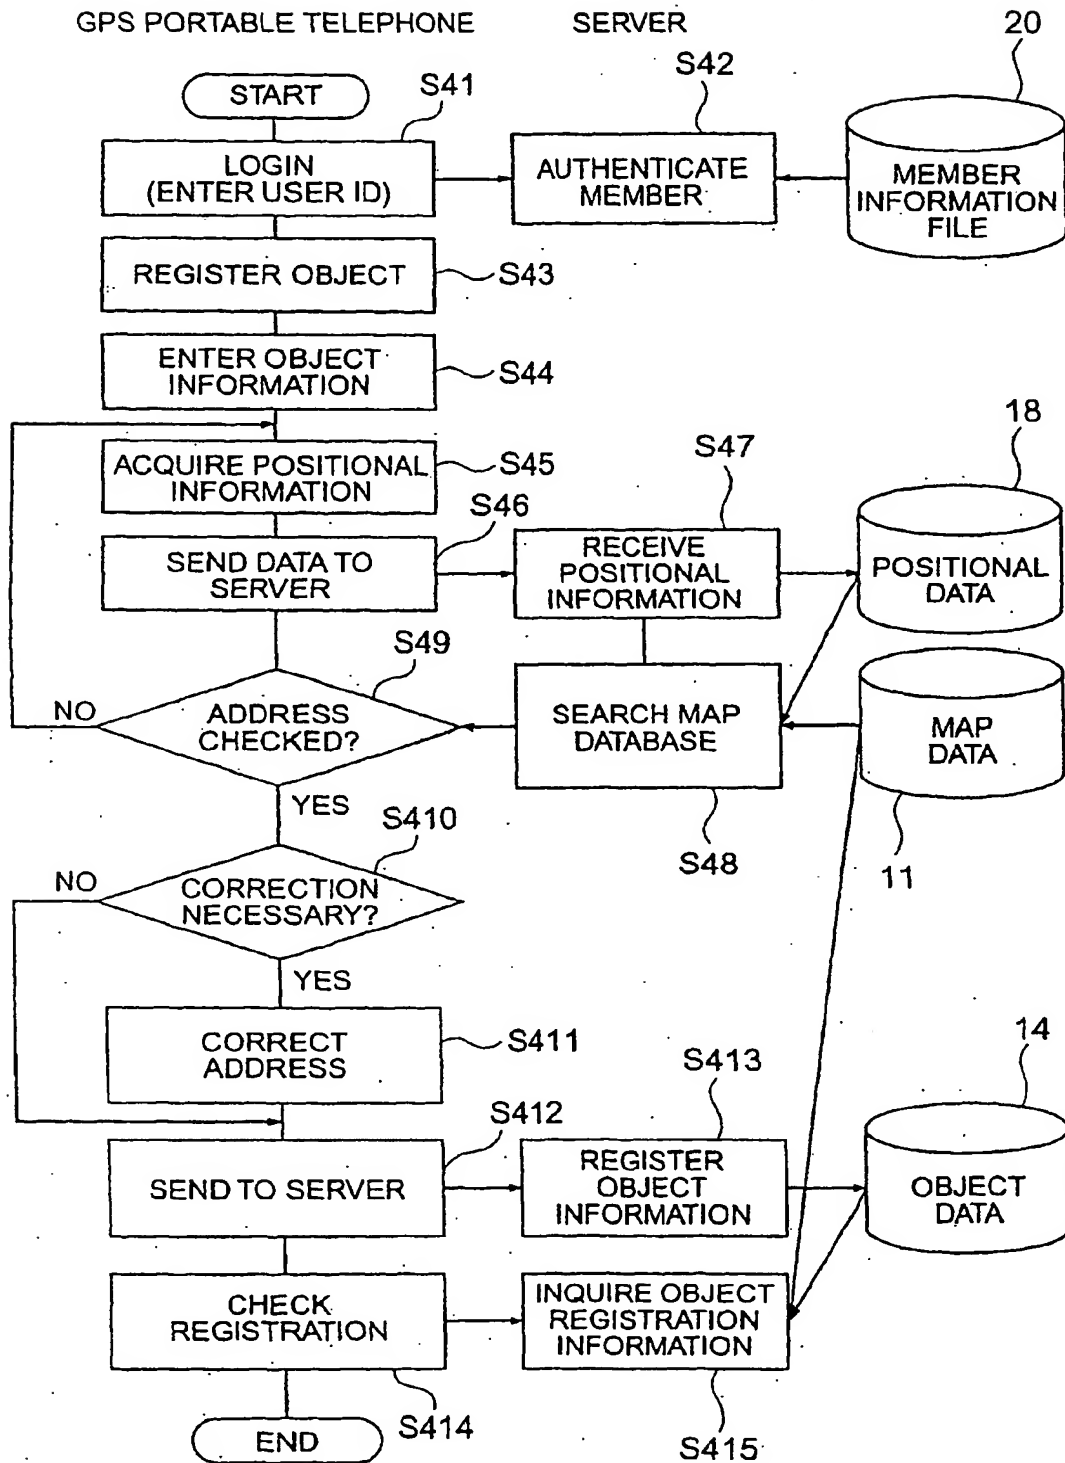 GPS PORTABLE TELEPHONE
SERVER
20
S41
S42
START
LOGIN
(ENTER USER ID)
AUTHENTICATE
MEMBER
MEMBER
INFORMATION
FILE
REGISTER OBJECT
S43
ENTER OBJECT
INFORMATION
S44
18
ACQUIRE POSITIONAL
INFORMATION
S45
S47
S46
SEND DATA TO
SERVER
RECEIVE
POSITIONAL
INFORMATION
POSITIONAL
DATA
S49
NO
ADDRESS
CHECKED?
SEARCH MAP
DATABASE
MAP
DATA
YES
S410
S48
11
NO
CORRECTION
NECESSARY?
YES
CORRECT
ADDRESS
S411
S413
14
S412
SEND TO SERVER
REGISTER
OBJECT
INFORMATION
OBJECT
DATA
CHECK
REGISTRATION
INQUIRE OBJECT
REGISTRATION
INFORMATION
S414
S415
END